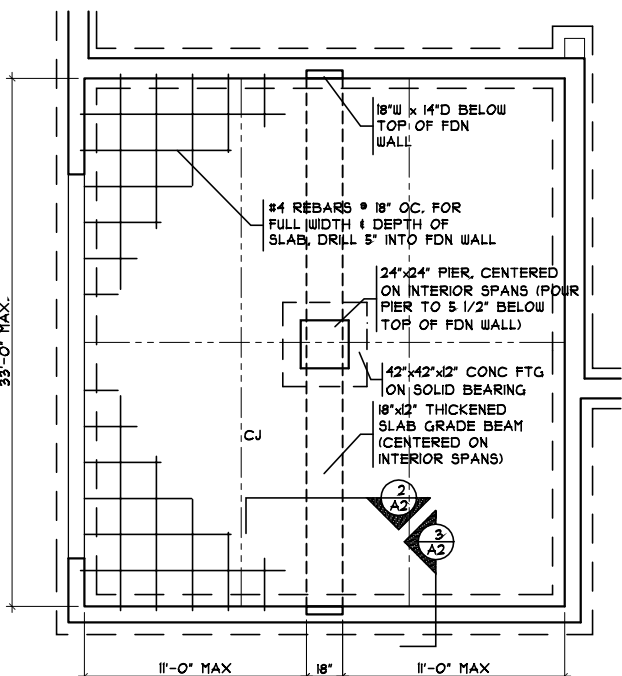 18"W x 14"D BELOW
TOP OF FDN
WALL
#4 REBARS @ 18" OC, FOR
FULL WIDTH & DEPTH OF
SLAB, DRILL 5" INTO FDN WALL
24"x24" PIER, CENTERED
ON INTERIOR SPANS (POUR
PIER TO 5 1/2" BELOW
TOP OF FDN WALL)
33'-0" MAX.
42"x42"x12" CONC FTG
ON SOLID BEARING
18"x12" THICKENED
SLAB GRADE BEAM
(CENTERED ON
INTERIOR SPANS)
CJ
2
A2
3
A2
11'-0" MAX
18"
11'-0" MAX